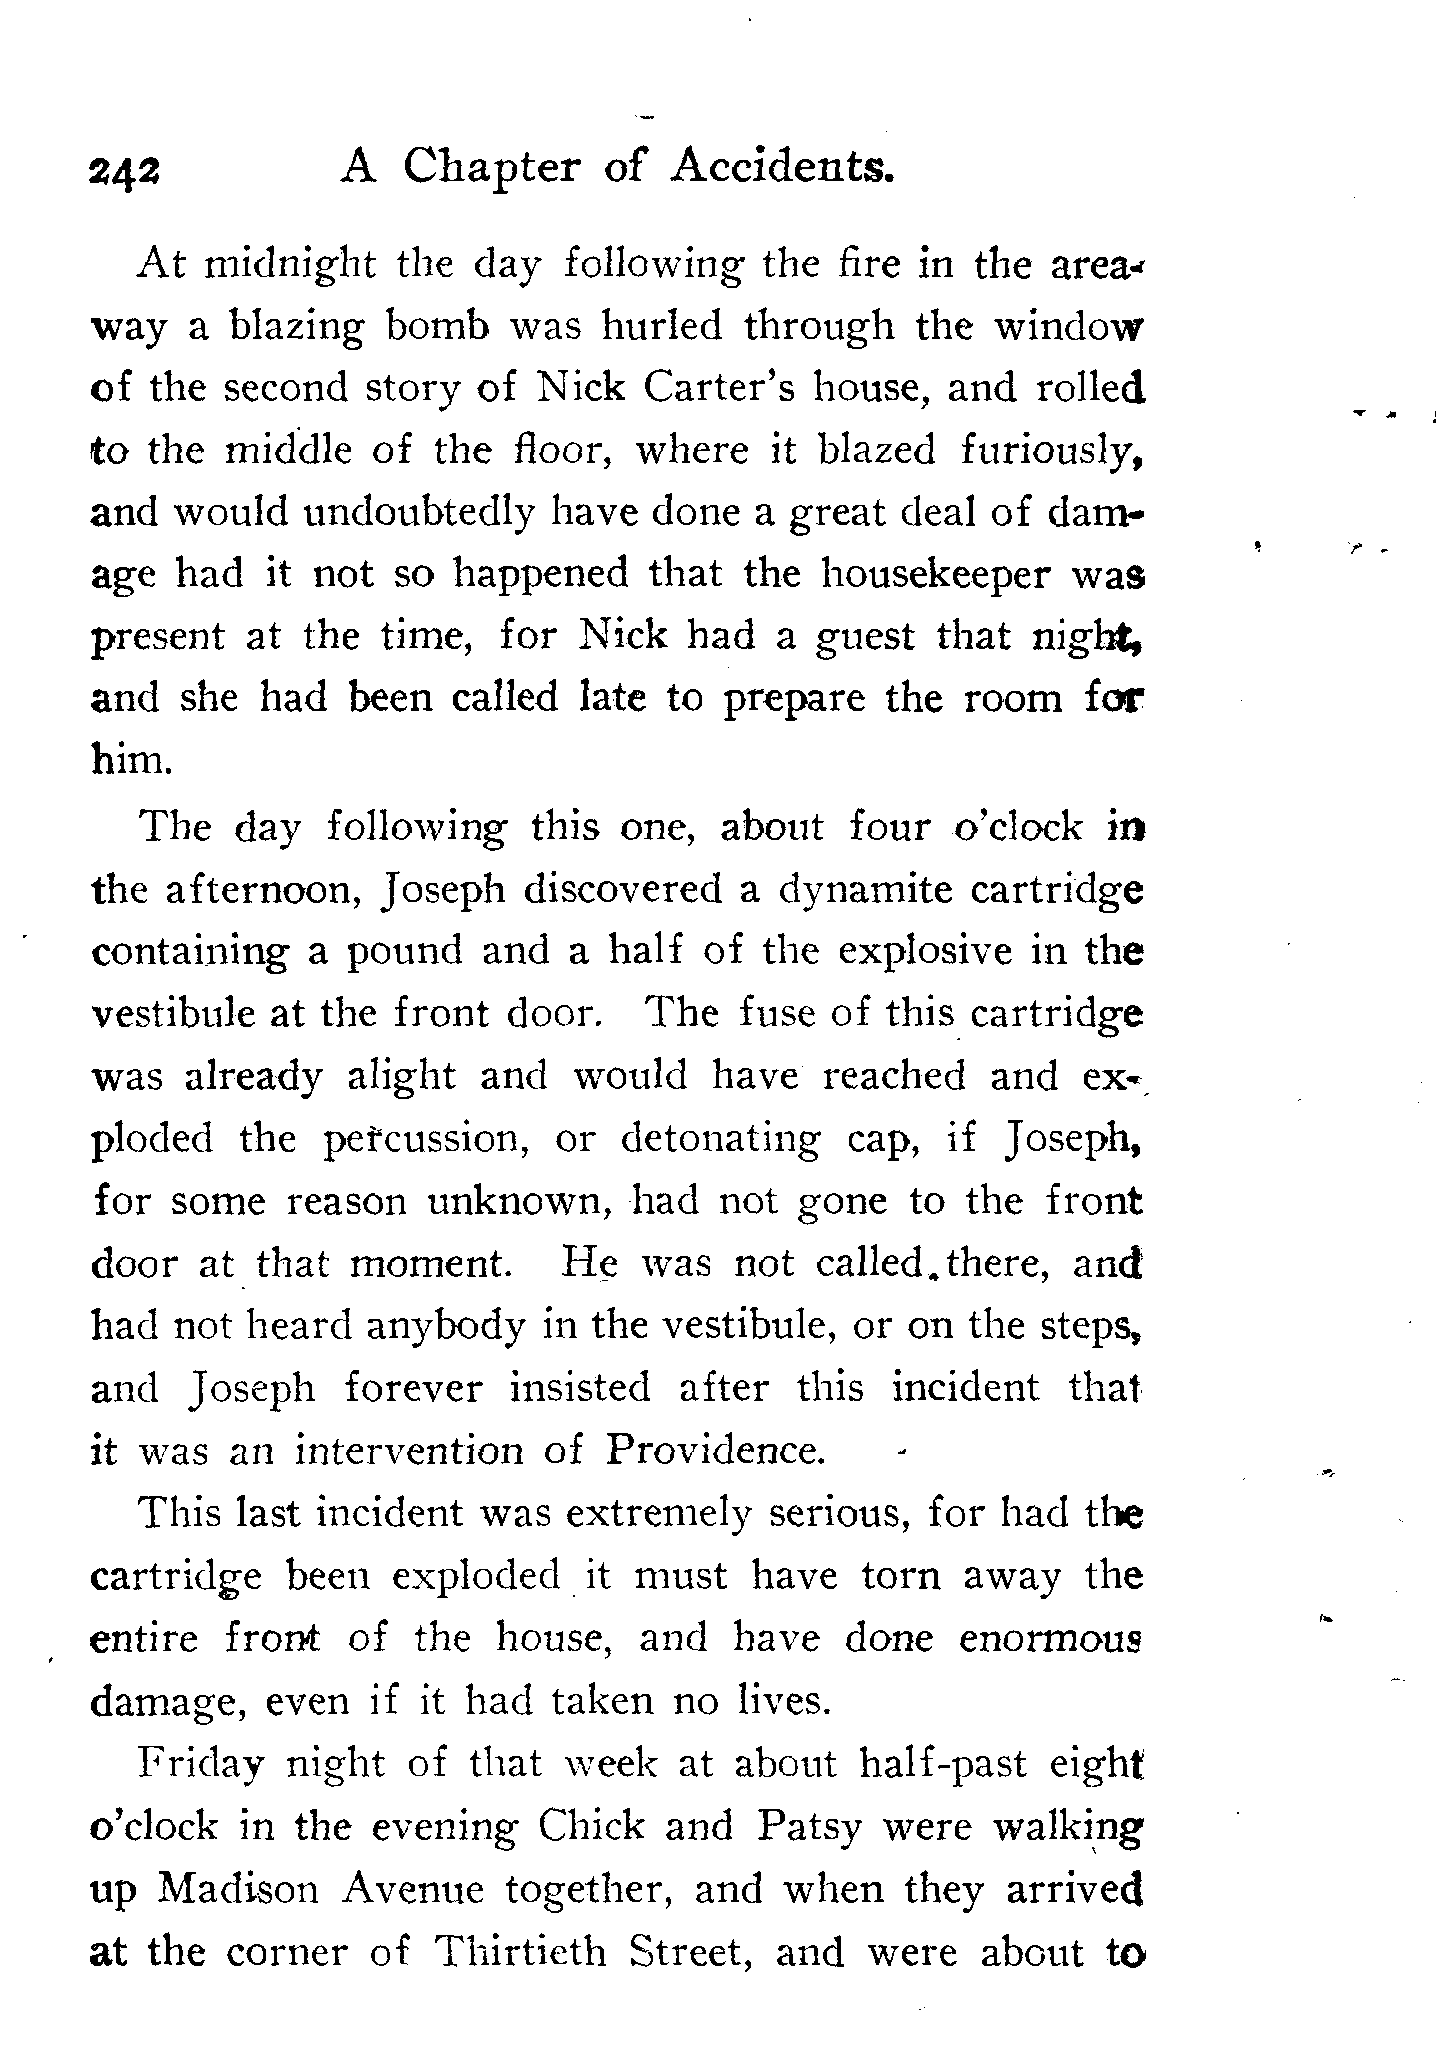 242 A Chapter of Accidents.
At midnight the day following the fire in the area-
way a blazing bomb was hurled through the window
of the second story of Nick Carter's house, and rolled
to the middle of the floor, where it blazed furiously,
and would undoubtedly have done a great deal of dam-
age had it not so happened that the housekeeper was
present at the time, for Nick had a guest that night,
and she had been called late to prepare the room for
him.
The day following this one, about four o'clock in
the afternoon, Joseph discovered a dynamite cartridge
containing a pound and a half of the explosive in the
vestibule at the front door. The fuse of this cartridge
was already alight and would have reached and ex-
ploded the percussion, or detonating cap, if Joseph,
for some reason unknown, had not gone to the front
door at that moment. He was not called there, and
had not heard anybody in the vestibule, or on the steps,
and Joseph forever insisted after this incident that
it was an intervention of Providence.
This last incident was extremely serious, for had the
cartridge been exploded it must have torn away the
entire front of the house, and have done enormous
damage, even if it had taken no lives.
Friday night of that week at about half-past eight
o'clock in the evening Chick and Patsy were walking
up Madison Avenue together, and when they arrived
at the corner of Thirtieth Street, and were about to